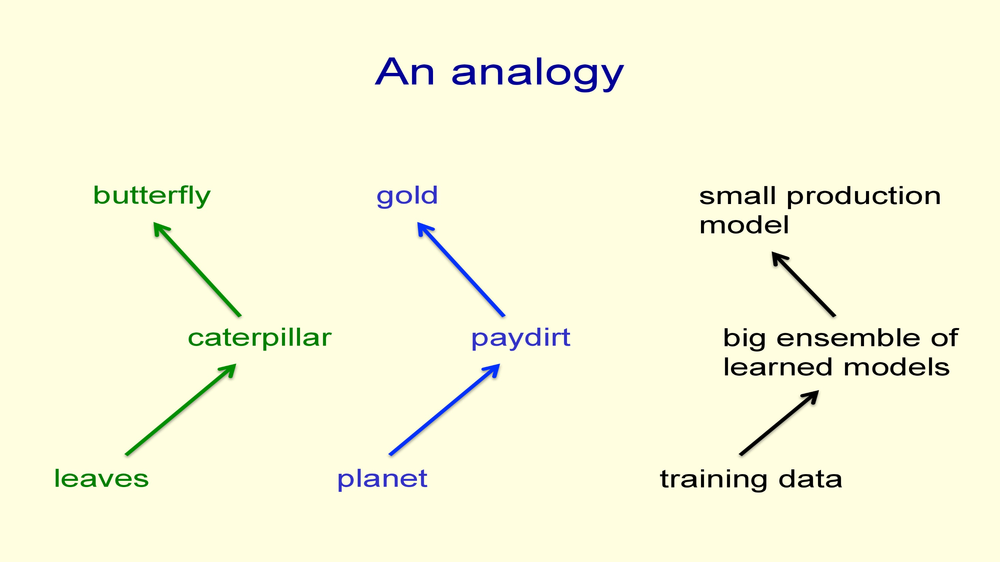 An analogy
butterfly
gold
small production
model
caterpillar
paydirt
big ensemble of
learned models
leaves
planet
training data